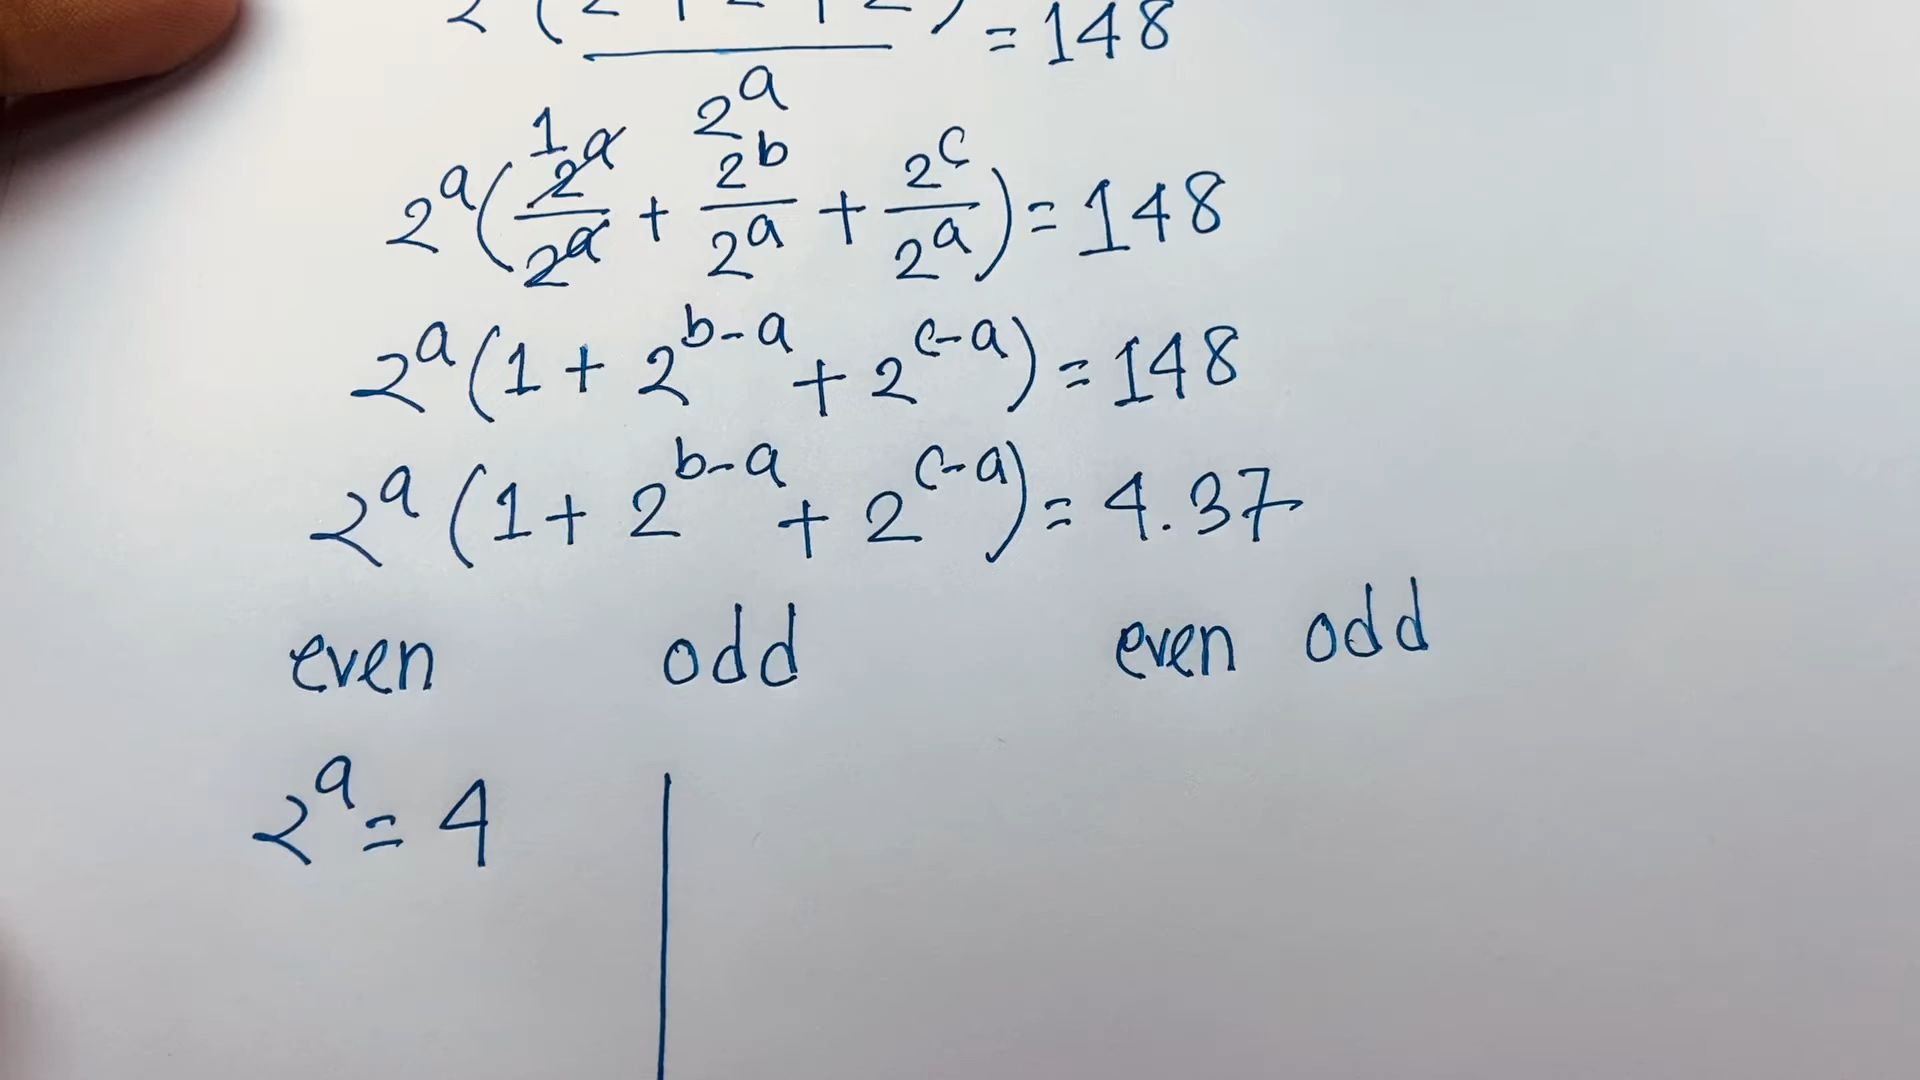 = 148
2^a
2^a(1 2^a/2^a + 2^b/2^a + 2^c/2^a) = 148
2^a (1 + 2^(b-a) + 2^(c-a)) = 148
2^a (1 + 2^(b-a) + 2^(c-a)) = 4.37
even odd even odd
2^a = 4